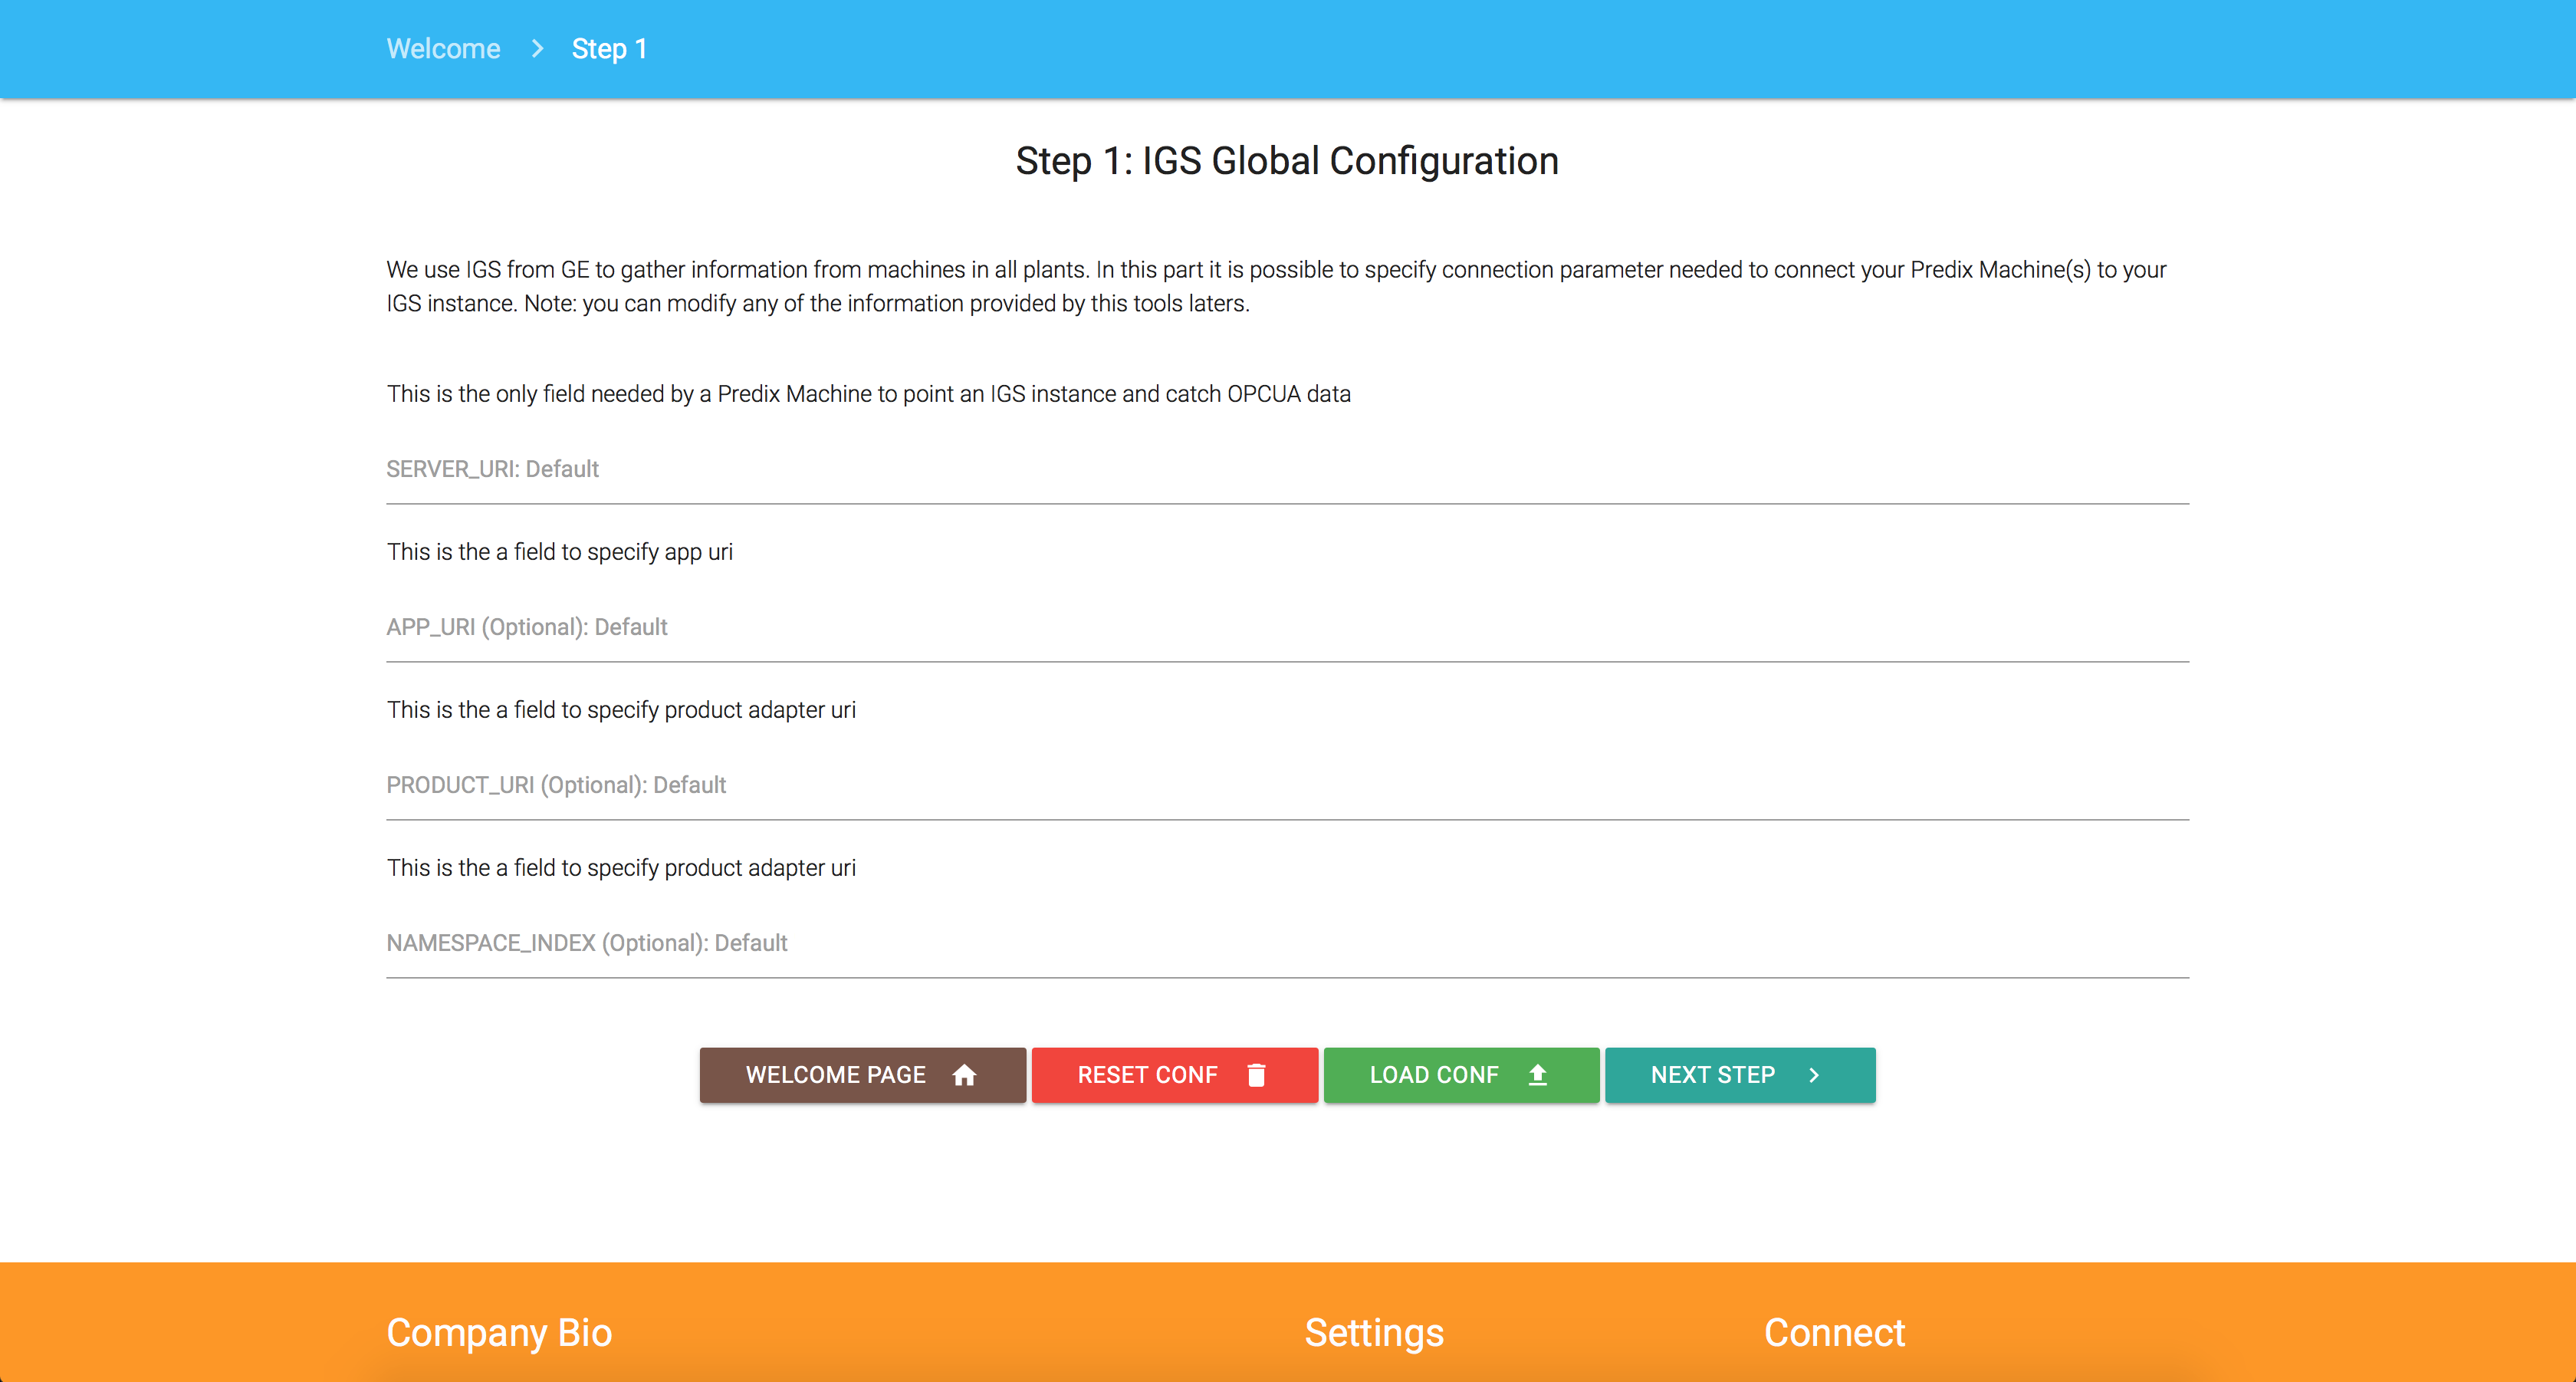 Welcome > Step 1
Step 1: IGS Global Configuration
We use IGS from GE to gather information from machines in all plants. In this part it is possible to specify connection parameter needed to connect your Predix Machine(s) to your
IGS instance. Note: you can modify any of the information provided by this tools laters.
This is the only field needed by a Predix Machine to point an IGS instance and catch OPCUA data
SERVER_URI: Default
This is the a field to specify app uri
APP_URI (Optional): Default
This is the a field to specify product adapter uri
PRODUCT_URI (Optional): Default
This is the a field to specify product adapter uri
NAMESPACE_INDEX (Optional): Default
WELCOME PAGE RESET CONF LOAD CONF NEXT STEP >
Company Bio Settings Connect